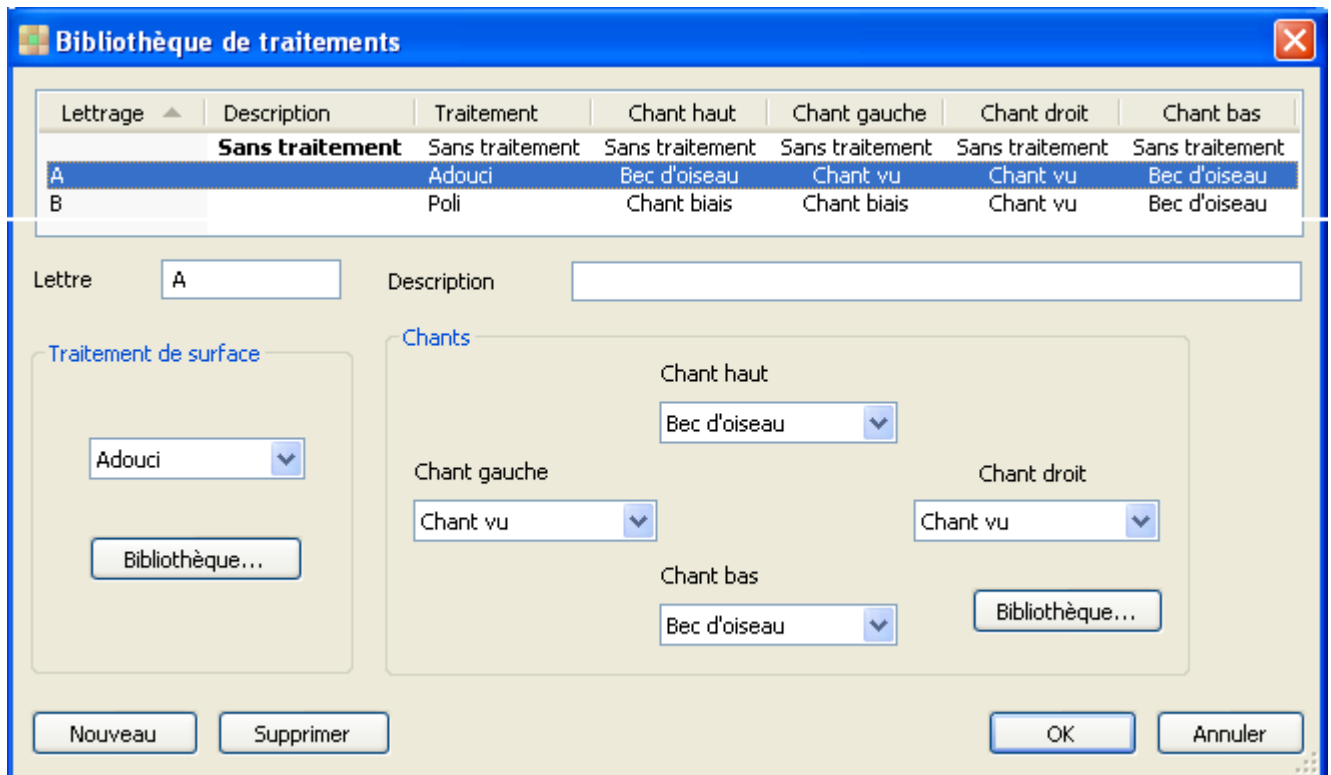 Bibliothèque de traitements
Lettrage Description Traitement Chant haut Chant gauche Chant droit Chant bas
Sans traitement Sans traitement Sans traitement Sans traitement Sans traitement Sans traitement
A Adouci Bec d'oiseau Chant vu Chant vu Bec d'oiseau
B Poli Chant biais Chant biais Chant vu Bec d'oiseau
Lettre A Description
Traitement de surface
Adouci
Bibliothèque...
Chants
Chant haut
Bec d'oiseau
Chant gauche Chant droit
Chant vu Chant vu
Chant bas
Bec d'oiseau
Bibliothèque...
Nouveau Supprimer OK Annuler